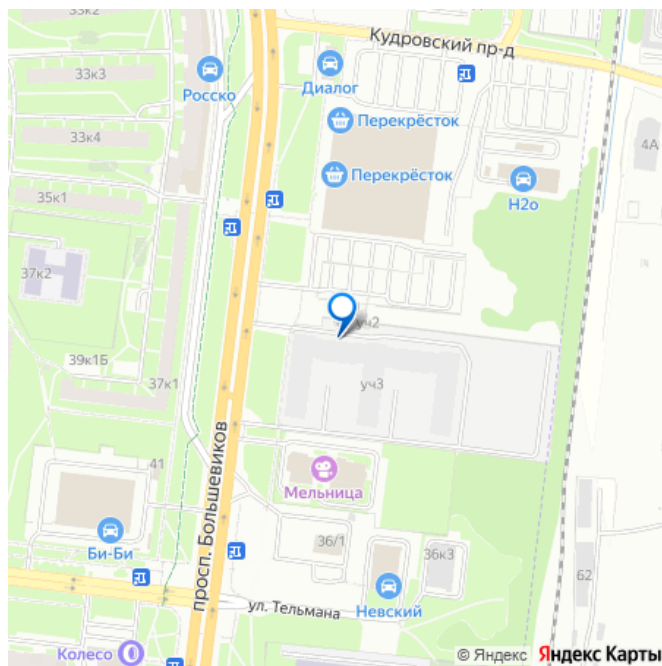 33к2
Кудровский пр-д
33к3
Росско
Диалог
33к4
Перекрёсток
4А
Перекрёсток
35к1
Н2о
37к2
уч2
39к1Б
37к1
уч3
просп. Большевиков
41
Мельница
Би-Би
36/1
36к3
62
ул. Тельмана
Невский
Колесо
© Яндекс Яндекс Карты